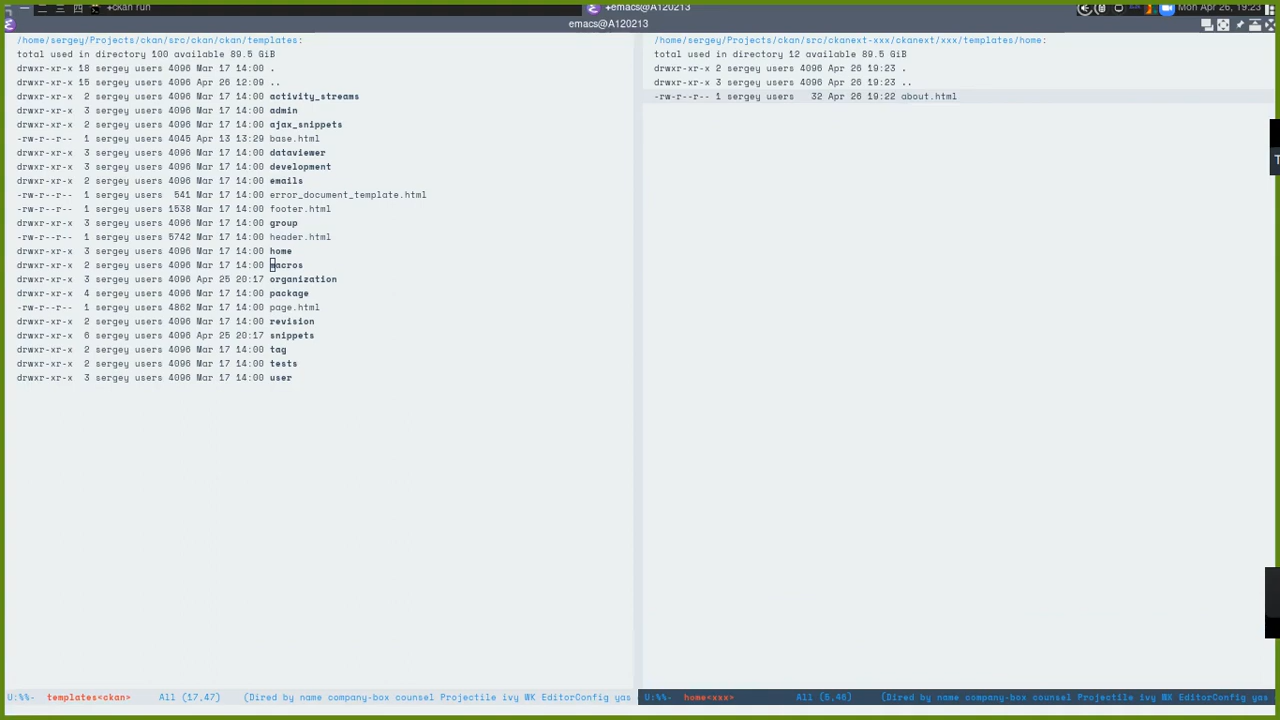 +ckan run
+emacs@A120213
Mon Apr 26, 19:23
emacs@A120213
/home/sergey/Projects/ckan/src/ckan/ckan/templates:
total used in directory 100 available 89.5 GiB
drwxr-xr-x 18 sergey users 4096 Mar 17 14:00 .
drwxr-xr-x 15 sergey users 4096 Apr 26 12:09 ..
drwxr-xr-x  2 sergey users 4096 Mar 17 14:00 activity_streams
drwxr-xr-x  3 sergey users 4096 Mar 17 14:00 admin
drwxr-xr-x  2 sergey users 4096 Mar 17 14:00 ajax_snippets
-rw-r--r--  1 sergey users 4045 Apr 13 13:29 base.html
drwxr-xr-x  3 sergey users 4096 Mar 17 14:00 dataviewer
drwxr-xr-x  3 sergey users 4096 Mar 17 14:00 development
drwxr-xr-x  2 sergey users 4096 Mar 17 14:00 emails
-rw-r--r--  1 sergey users  541 Mar 17 14:00 error_document_template.html
-rw-r--r--  1 sergey users 1538 Mar 17 14:00 footer.html
drwxr-xr-x  3 sergey users 4096 Mar 17 14:00 group
-rw-r--r--  1 sergey users 5742 Mar 17 14:00 header.html
drwxr-xr-x  3 sergey users 4096 Mar 17 14:00 home
drwxr-xr-x  2 sergey users 4096 Mar 17 14:00 macros
drwxr-xr-x  3 sergey users 4096 Apr 25 20:17 organization
drwxr-xr-x  4 sergey users 4096 Mar 17 14:00 package
-rw-r--r--  1 sergey users 4862 Mar 17 14:00 page.html
drwxr-xr-x  2 sergey users 4096 Mar 17 14:00 revision
drwxr-xr-x  6 sergey users 4096 Apr 25 20:17 snippets
drwxr-xr-x  2 sergey users 4096 Mar 17 14:00 tag
drwxr-xr-x  2 sergey users 4096 Mar 17 14:00 tests
drwxr-xr-x  3 sergey users 4096 Mar 17 14:00 user
U:%%-  templates<ckan>     All (17,47)    (Dired by name company-box counsel Projectile ivy WK EditorConfig yas
/home/sergey/Projects/ckan/src/ckanext-xxx/ckanext/xxx/templates/home:
total used in directory 12 available 89.5 GiB
drwxr-xr-x 2 sergey users 4096 Apr 26 19:23 .
drwxr-xr-x 3 sergey users 4096 Apr 26 19:23 ..
-rw-r--r-- 1 sergey users   32 Apr 26 19:22 about.html
U:%%-  home<xxx>           All (5,46)     (Dired by name company-box counsel Projectile ivy WK EditorConfig yas